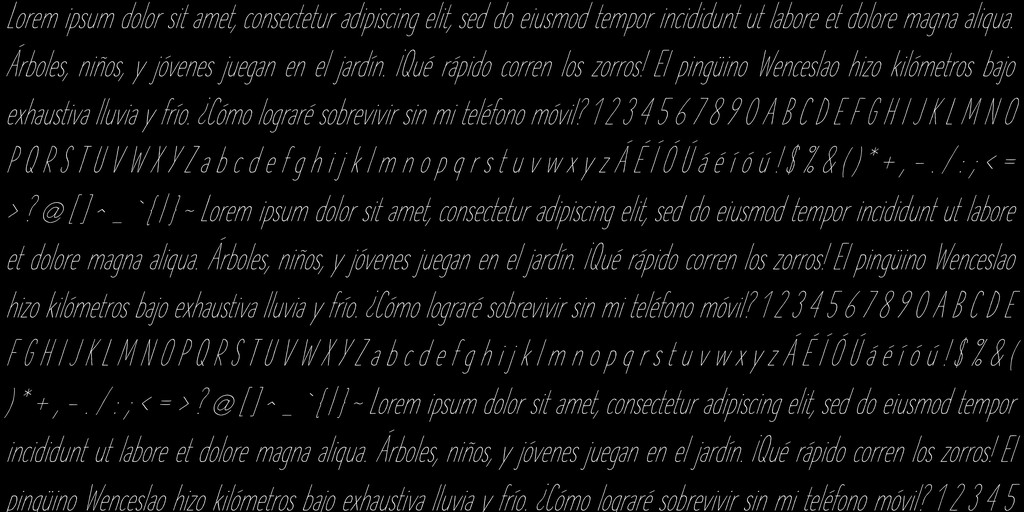 Lorem ipsum dolor sit amet, consectetur adipiscing elit, sed do eiusmod tempor incididunt ut labore et dolore magna aliqua.
Árboles, niños, y jóvenes juegan en el jardín. ¡Qué rápido corren los zorros! El pingüino Wenceslao hizo kilómetros bajo
exhaustiva lluvia y frío. ¿Cómo lograré sobrevivir sin mi teléfono móvil? 1 2 3 4 5 6 7 8 9 0 A B C D E F G H I J K L M N O
P Q R S T U V W X Y Z a b c d e f g h i j k l m n o p q r s t u v w x y z Á É Í Ó Ú á é í ó ú ! $ % & ( ) * + , - . / : ; < =
> ? @ [ ] ^ _ ` { | } ~ Lorem ipsum dolor sit amet, consectetur adipiscing elit, sed do eiusmod tempor incididunt ut labore
et dolore magna aliqua. Árboles, niños, y jóvenes juegan en el jardín. ¡Qué rápido corren los zorros! El pingüino Wenceslao
hizo kilómetros bajo exhaustiva lluvia y frío. ¿Cómo lograré sobrevivir sin mi teléfono móvil? 1 2 3 4 5 6 7 8 9 0 A B C D E
F G H I J K L M N O P Q R S T U V W X Y Z a b c d e f g h i j k l m n o p q r s t u v w x y z Á É Í Ó Ú á é í ó ú ! $ % & (
) * + , - . / : ; < = > ? @ [ ] ^ _ ` { | } ~ Lorem ipsum dolor sit amet, consectetur adipiscing elit, sed do eiusmod tempor
incididunt ut labore et dolore magna aliqua. Árboles, niños, y jóvenes juegan en el jardín. ¡Qué rápido corren los zorros! El
pingüino Wenceslao hizo kilómetros bajo exhaustiva lluvia y frío. ¿Cómo lograré sobrevivir sin mi teléfono móvil? 1 2 3 4 5